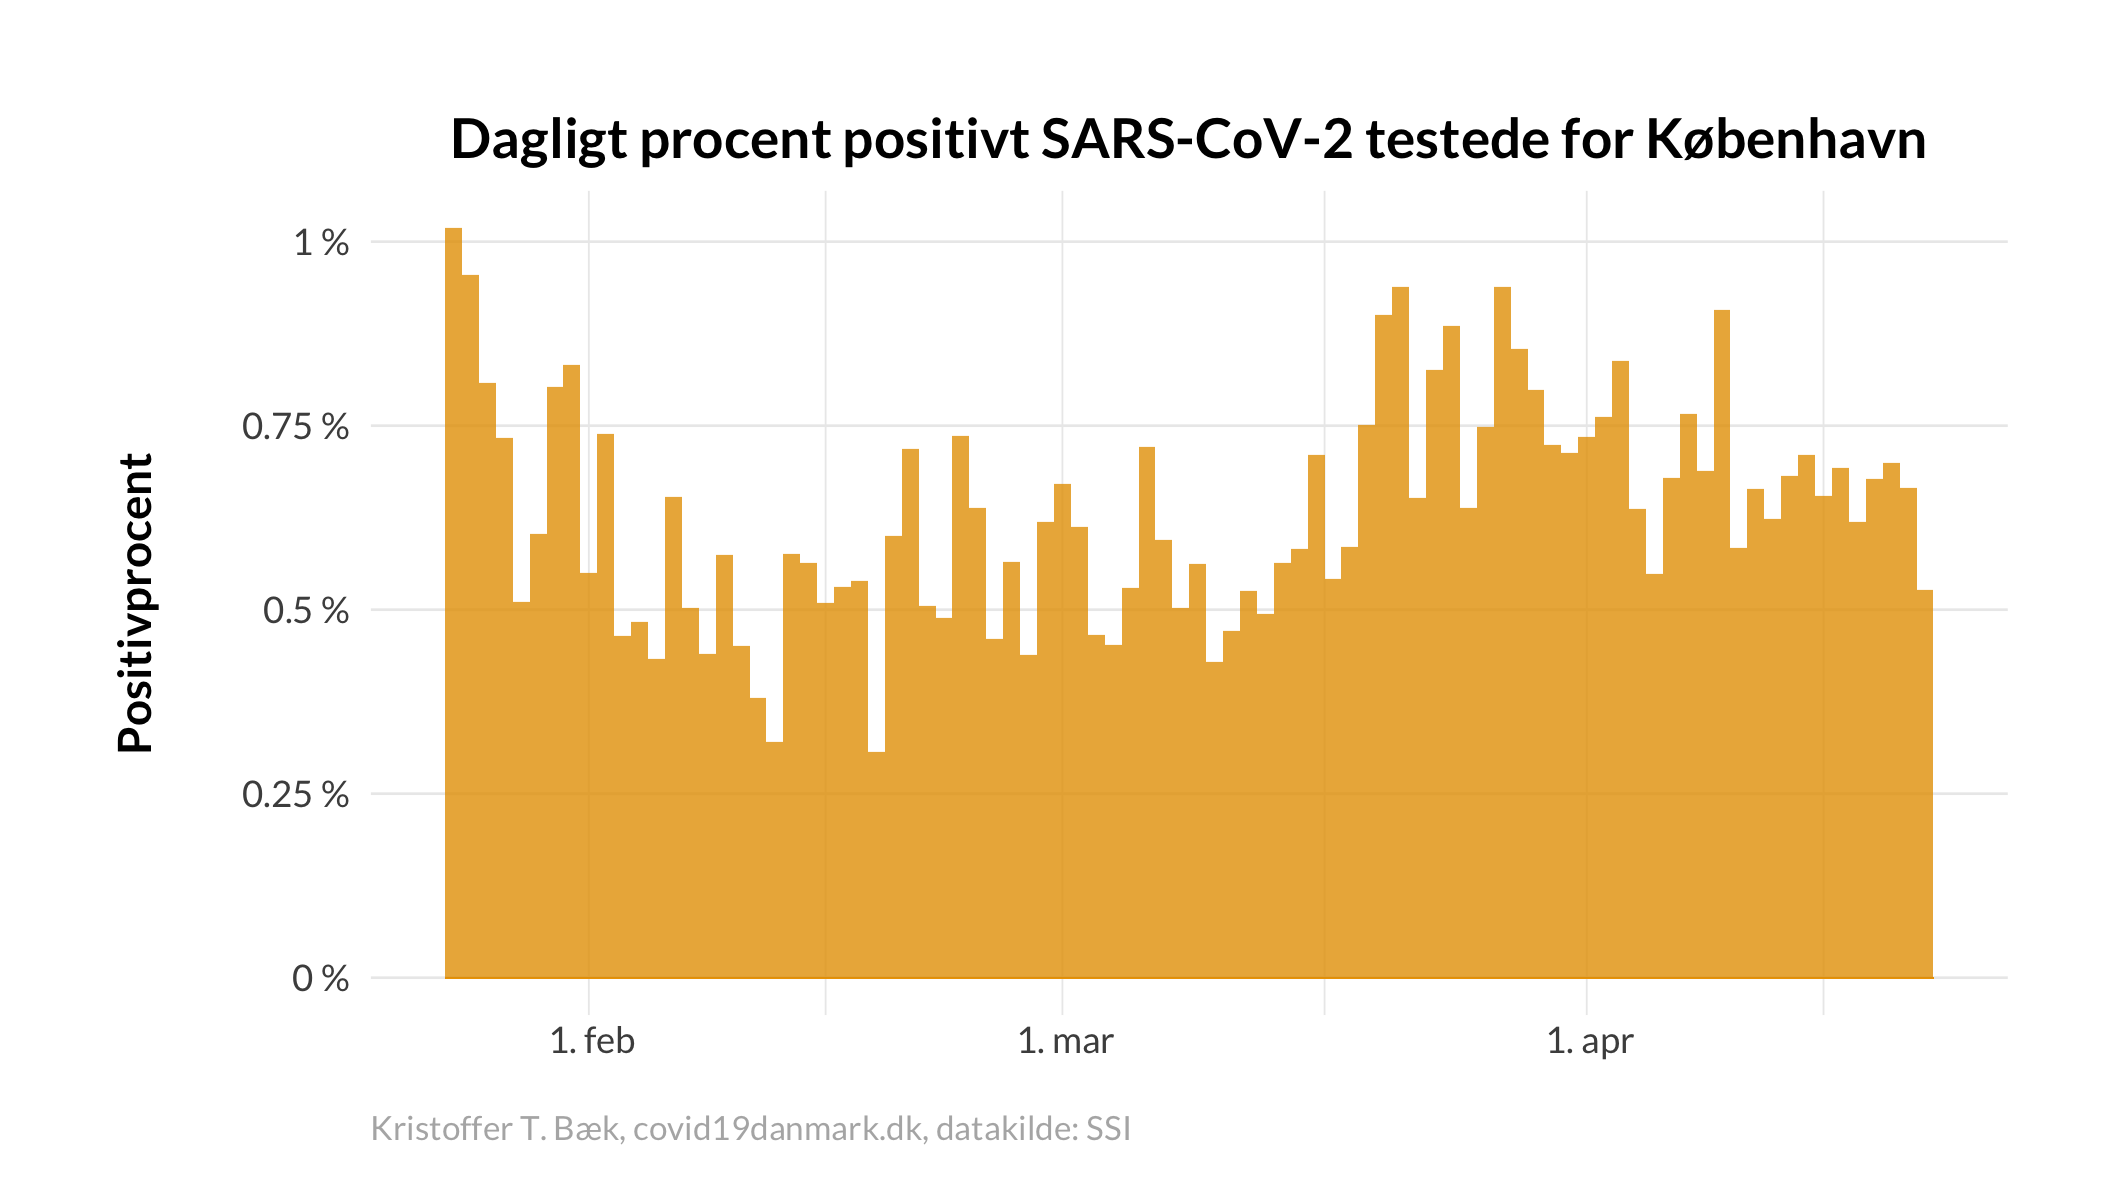 Dagligt procent positivt SARS-CoV-2 testede for København
Positivprocent
1 %
0.75 %
0.5 %
0.25 %
0 %
1. feb
1. mar
1. apr
Kristoffer T. Bæk, covid19danmark.dk, datakilde: SSI